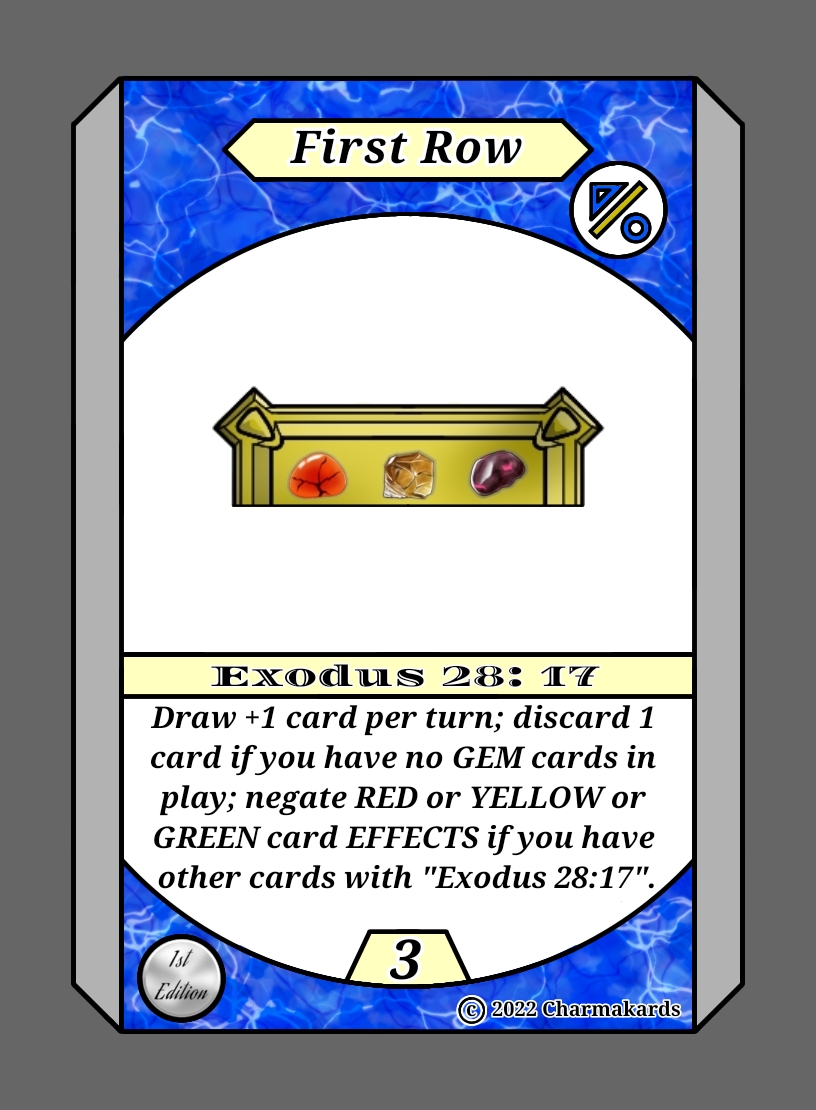 First Row
Exodus 28: 17
Draw +1 card per turn; discard 1
card if you have no GEM cards in
play; negate RED or YELLOW or
GREEN card EFFECTS if you have
other cards with "Exodus 28:17".
3
1st
Edition
© 2022 Charmakards